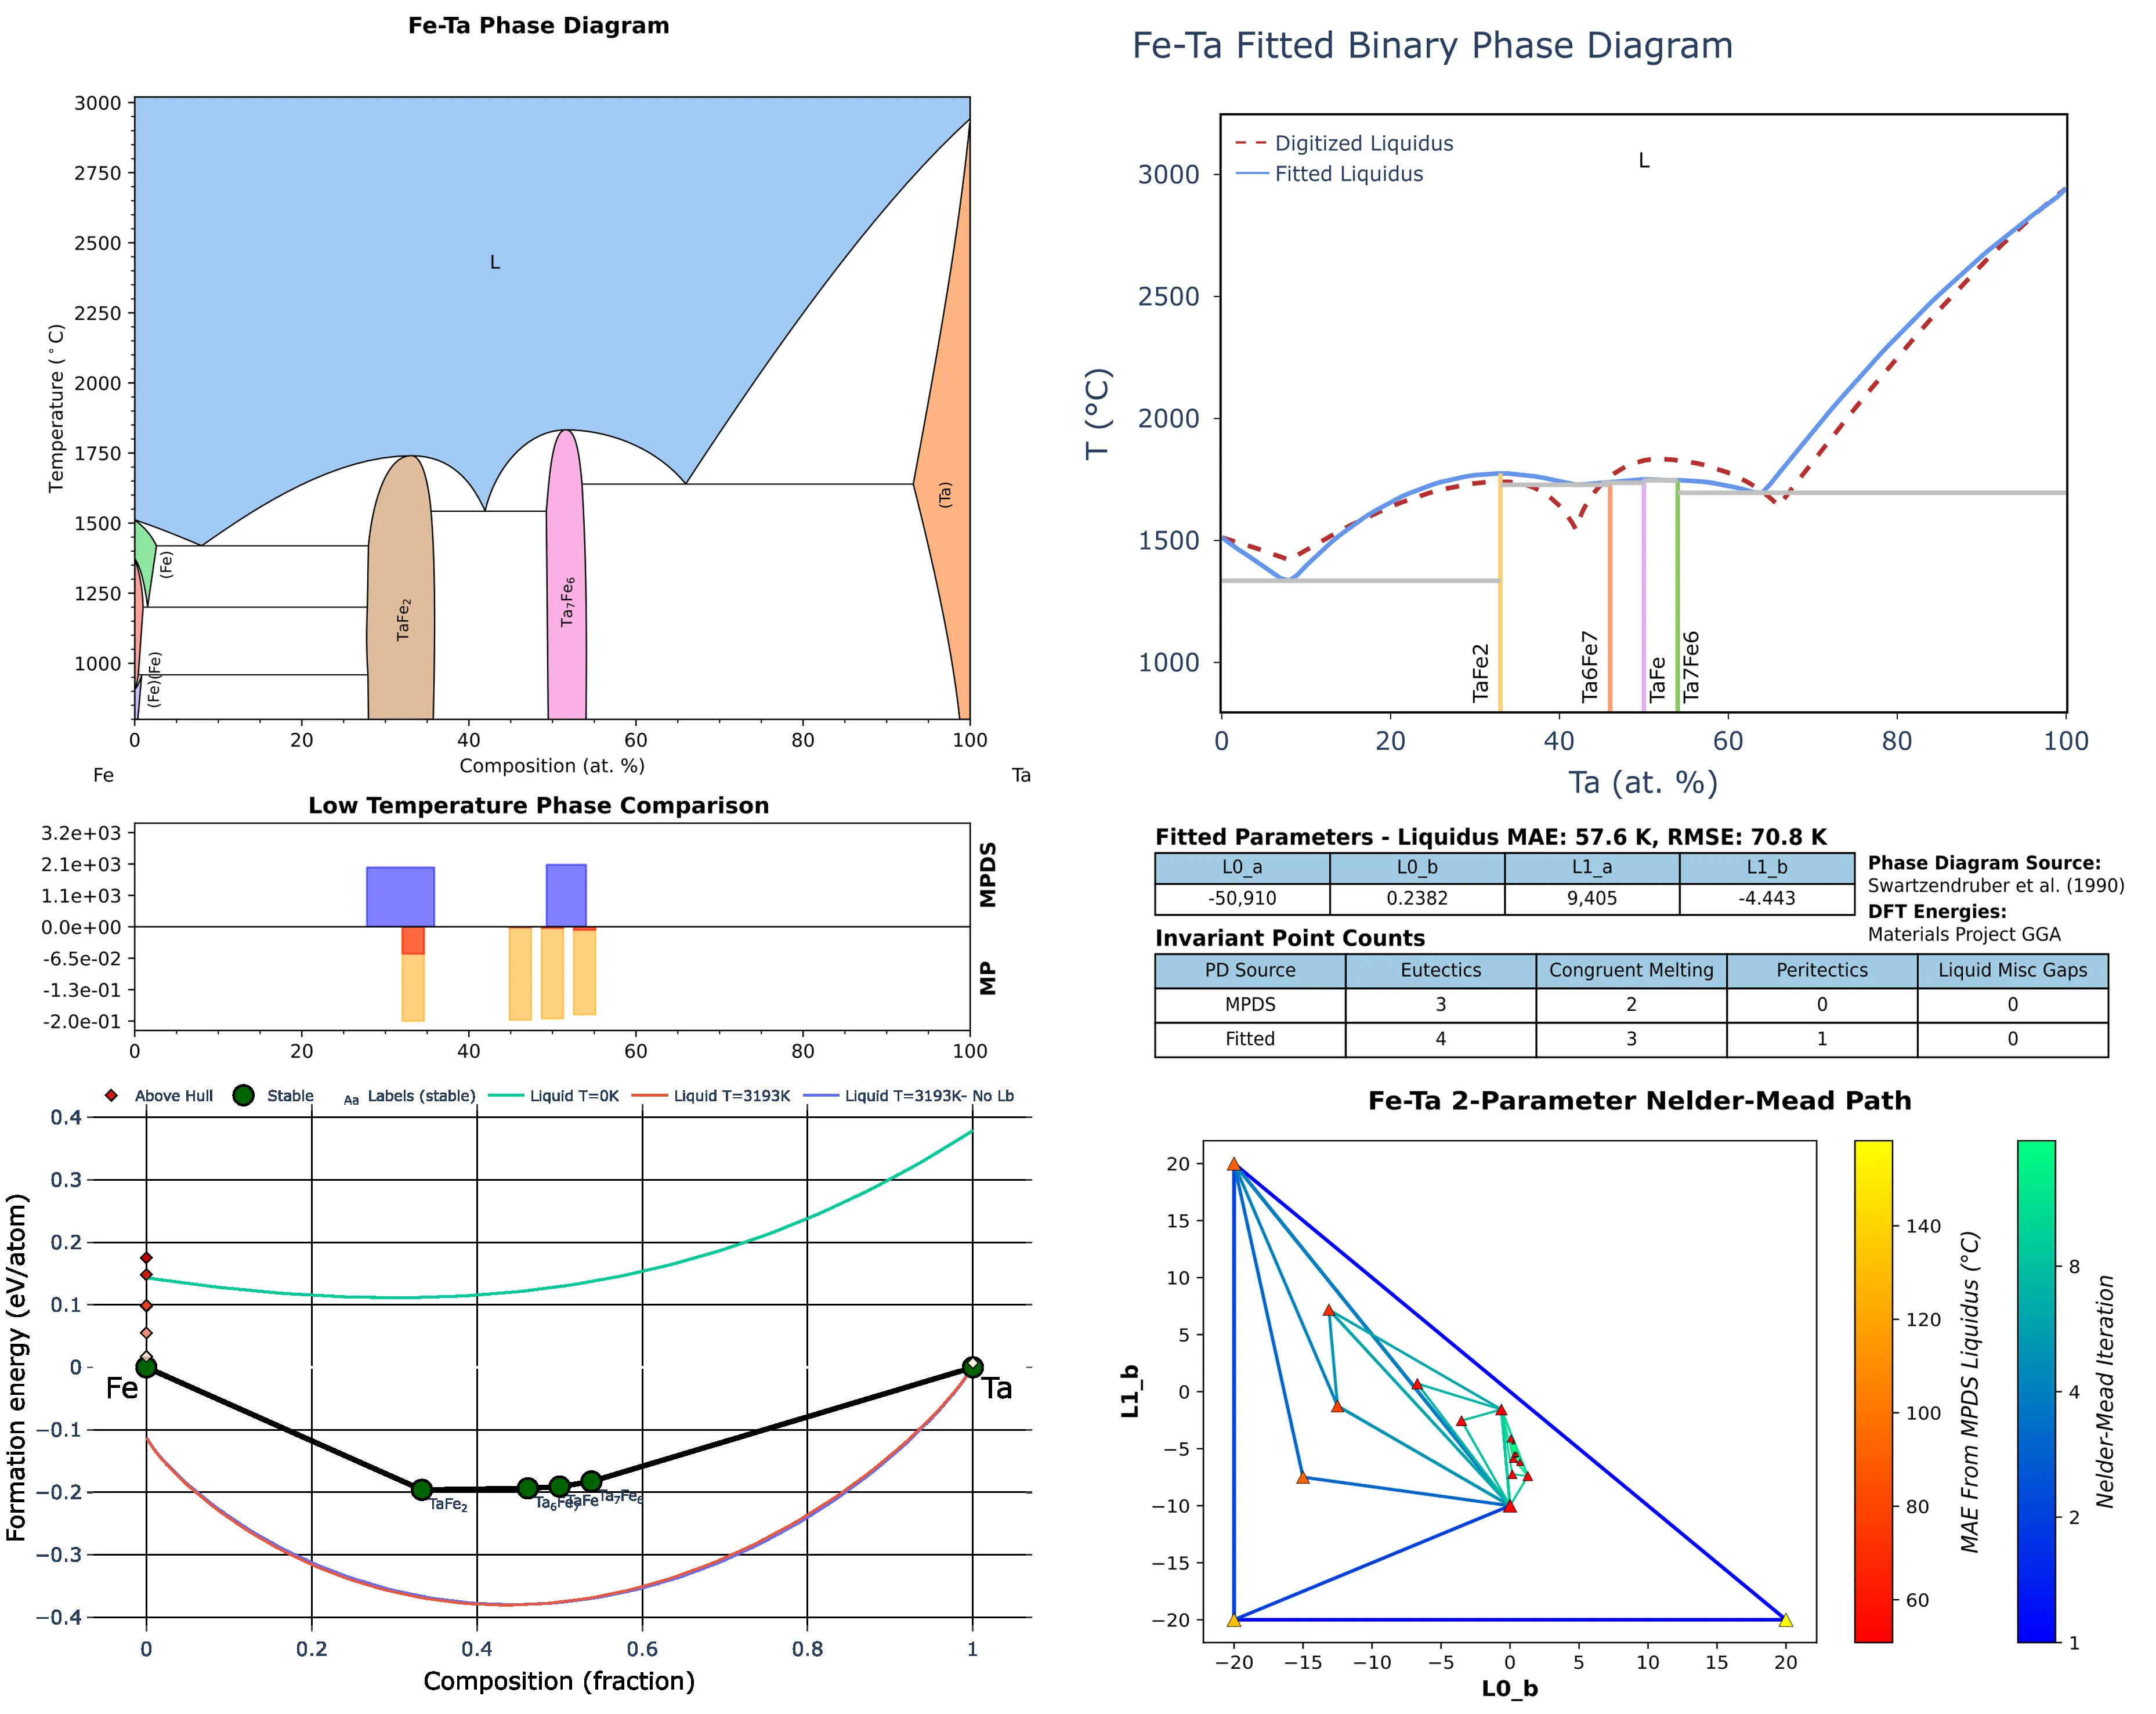 Fe-Ta Phase Diagram
3000
2750
2500
2250
2000
1750
1500
1250
1000
Temperature (°C)
L
(Fe)
(Fe)
(Fe)
TaFe2
Ta7Fe6
(Ta)
0 20 40 60 80 100
Composition (at. %)
Fe Ta
Fe-Ta Fitted Binary Phase Diagram
Digitized Liquidus
Fitted Liquidus
L
3000
2500
2000
1500
1000
T (°C)
TaFe2
Ta6Fe7
TaFe
Ta7Fe6
0 20 40 60 80 100
Ta (at. %)
Low Temperature Phase Comparison
3.2e+03
2.1e+03
1.1e+03
0.0e+00
-6.5e-02
-1.3e-01
-2.0e-01
MPDS
MP
0 20 40 60 80 100
Fitted Parameters - Liquidus MAE: 57.6 K, RMSE: 70.8 K
L0_a L0_b L1_a L1_b
-50,910 0.2382 9,405 -4.443
Phase Diagram Source:
Swartzendruber et al. (1990)
DFT Energies:
Materials Project GGA
Invariant Point Counts
PD Source Eutectics Congruent Melting Peritectics Liquid Misc Gaps
MPDS 3 2 0 0
Fitted 4 3 1 0
Above Hull Stable Aa Labels (stable) Liquid T=0K Liquid T=3193K Liquid T=3193K- No Lb
0.4
0.3
0.2
0.1
0
−0.1
−0.2
−0.3
−0.4
Formation energy (eV/atom)
Fe
Ta
TaFe2
Ta6Fe7
TaFe
Ta7Fe6
0 0.2 0.4 0.6 0.8 1
Composition (fraction)
Fe-Ta 2-Parameter Nelder-Mead Path
20
15
10
5
0
−5
−10
−15
−20
L1_b
−20 −15 −10 −5 0 5 10 15 20
L0_b
140
120
100
80
60
MAE From MPDS Liquidus (°C)
8
4
2
1
Nelder-Mead Iteration